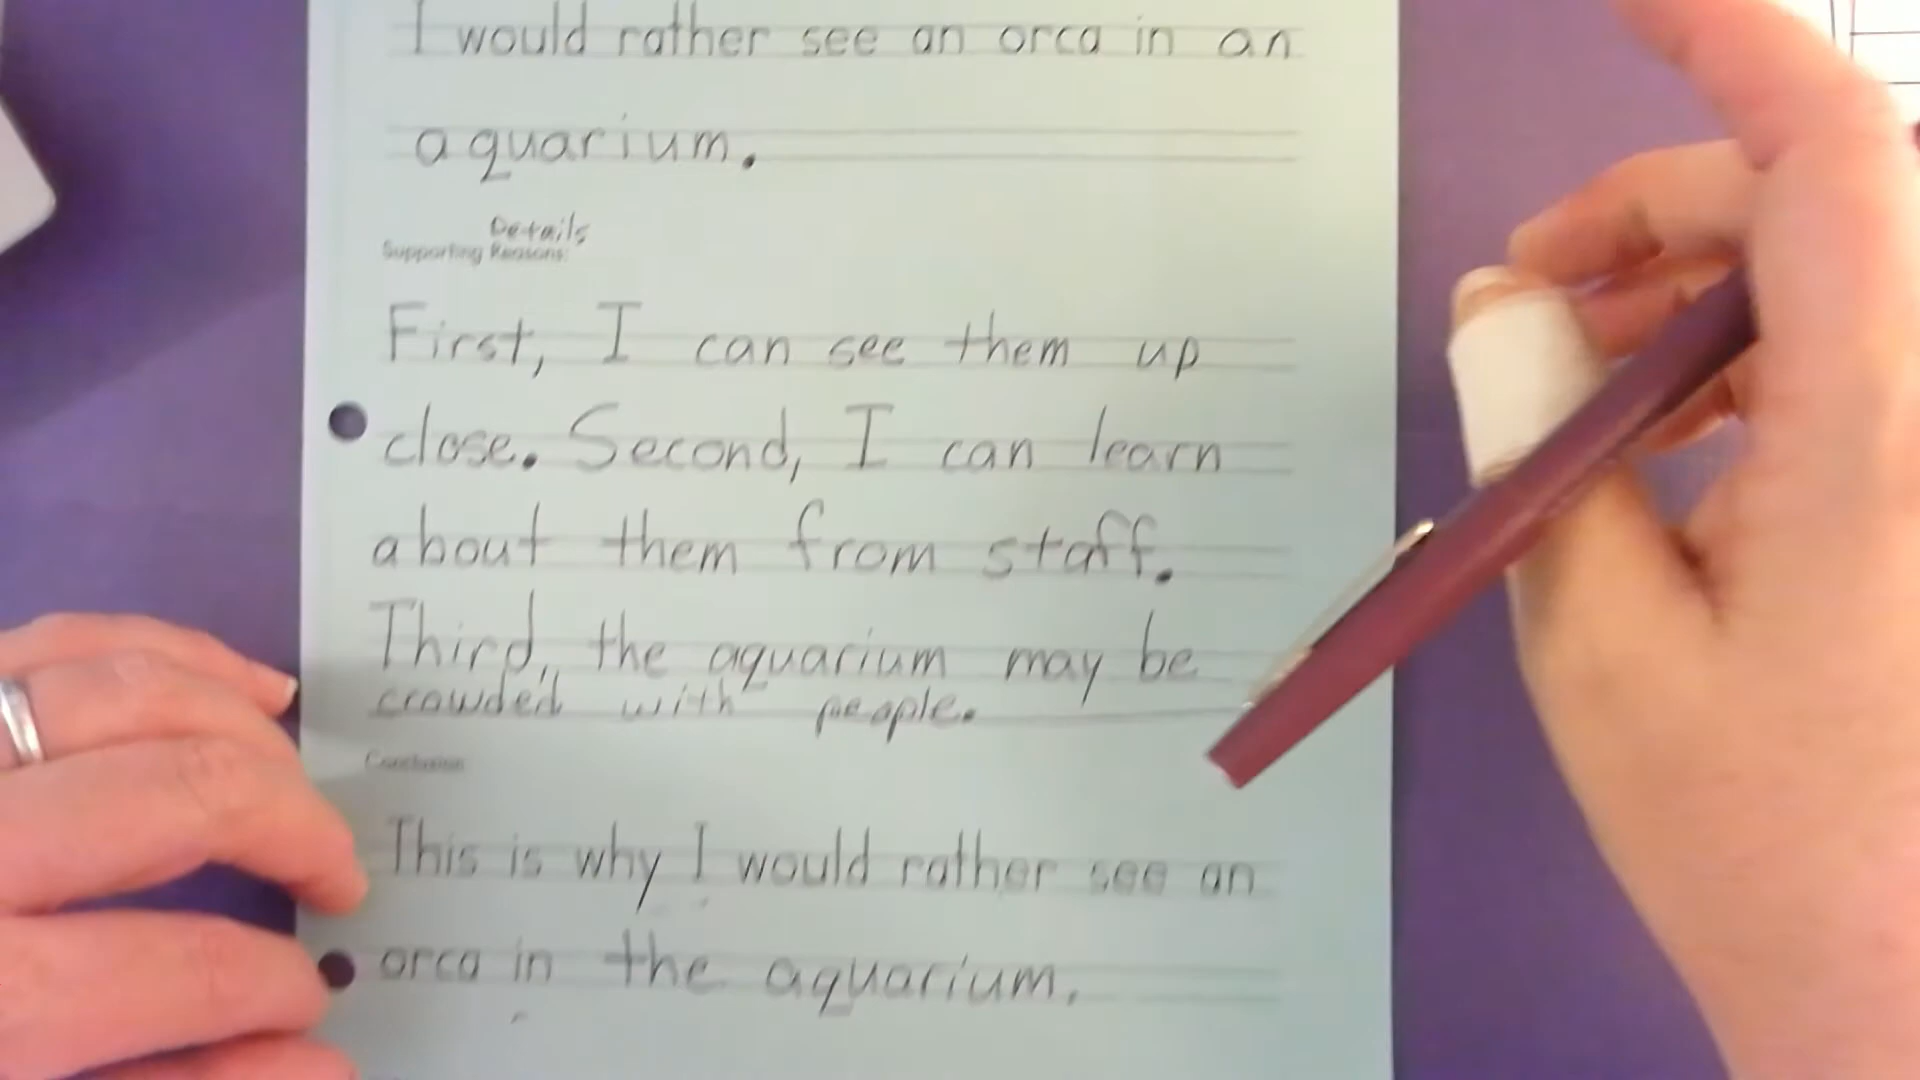 I would rather see an orca in an
aquarium.
Details
Supporting Reasons:
First, I can see them up
close. Second, I can learn
about them from staff.
Third, the aquarium may be
crowded with people.
Conclusion
This is why I would rather see an
orca in the aquarium.